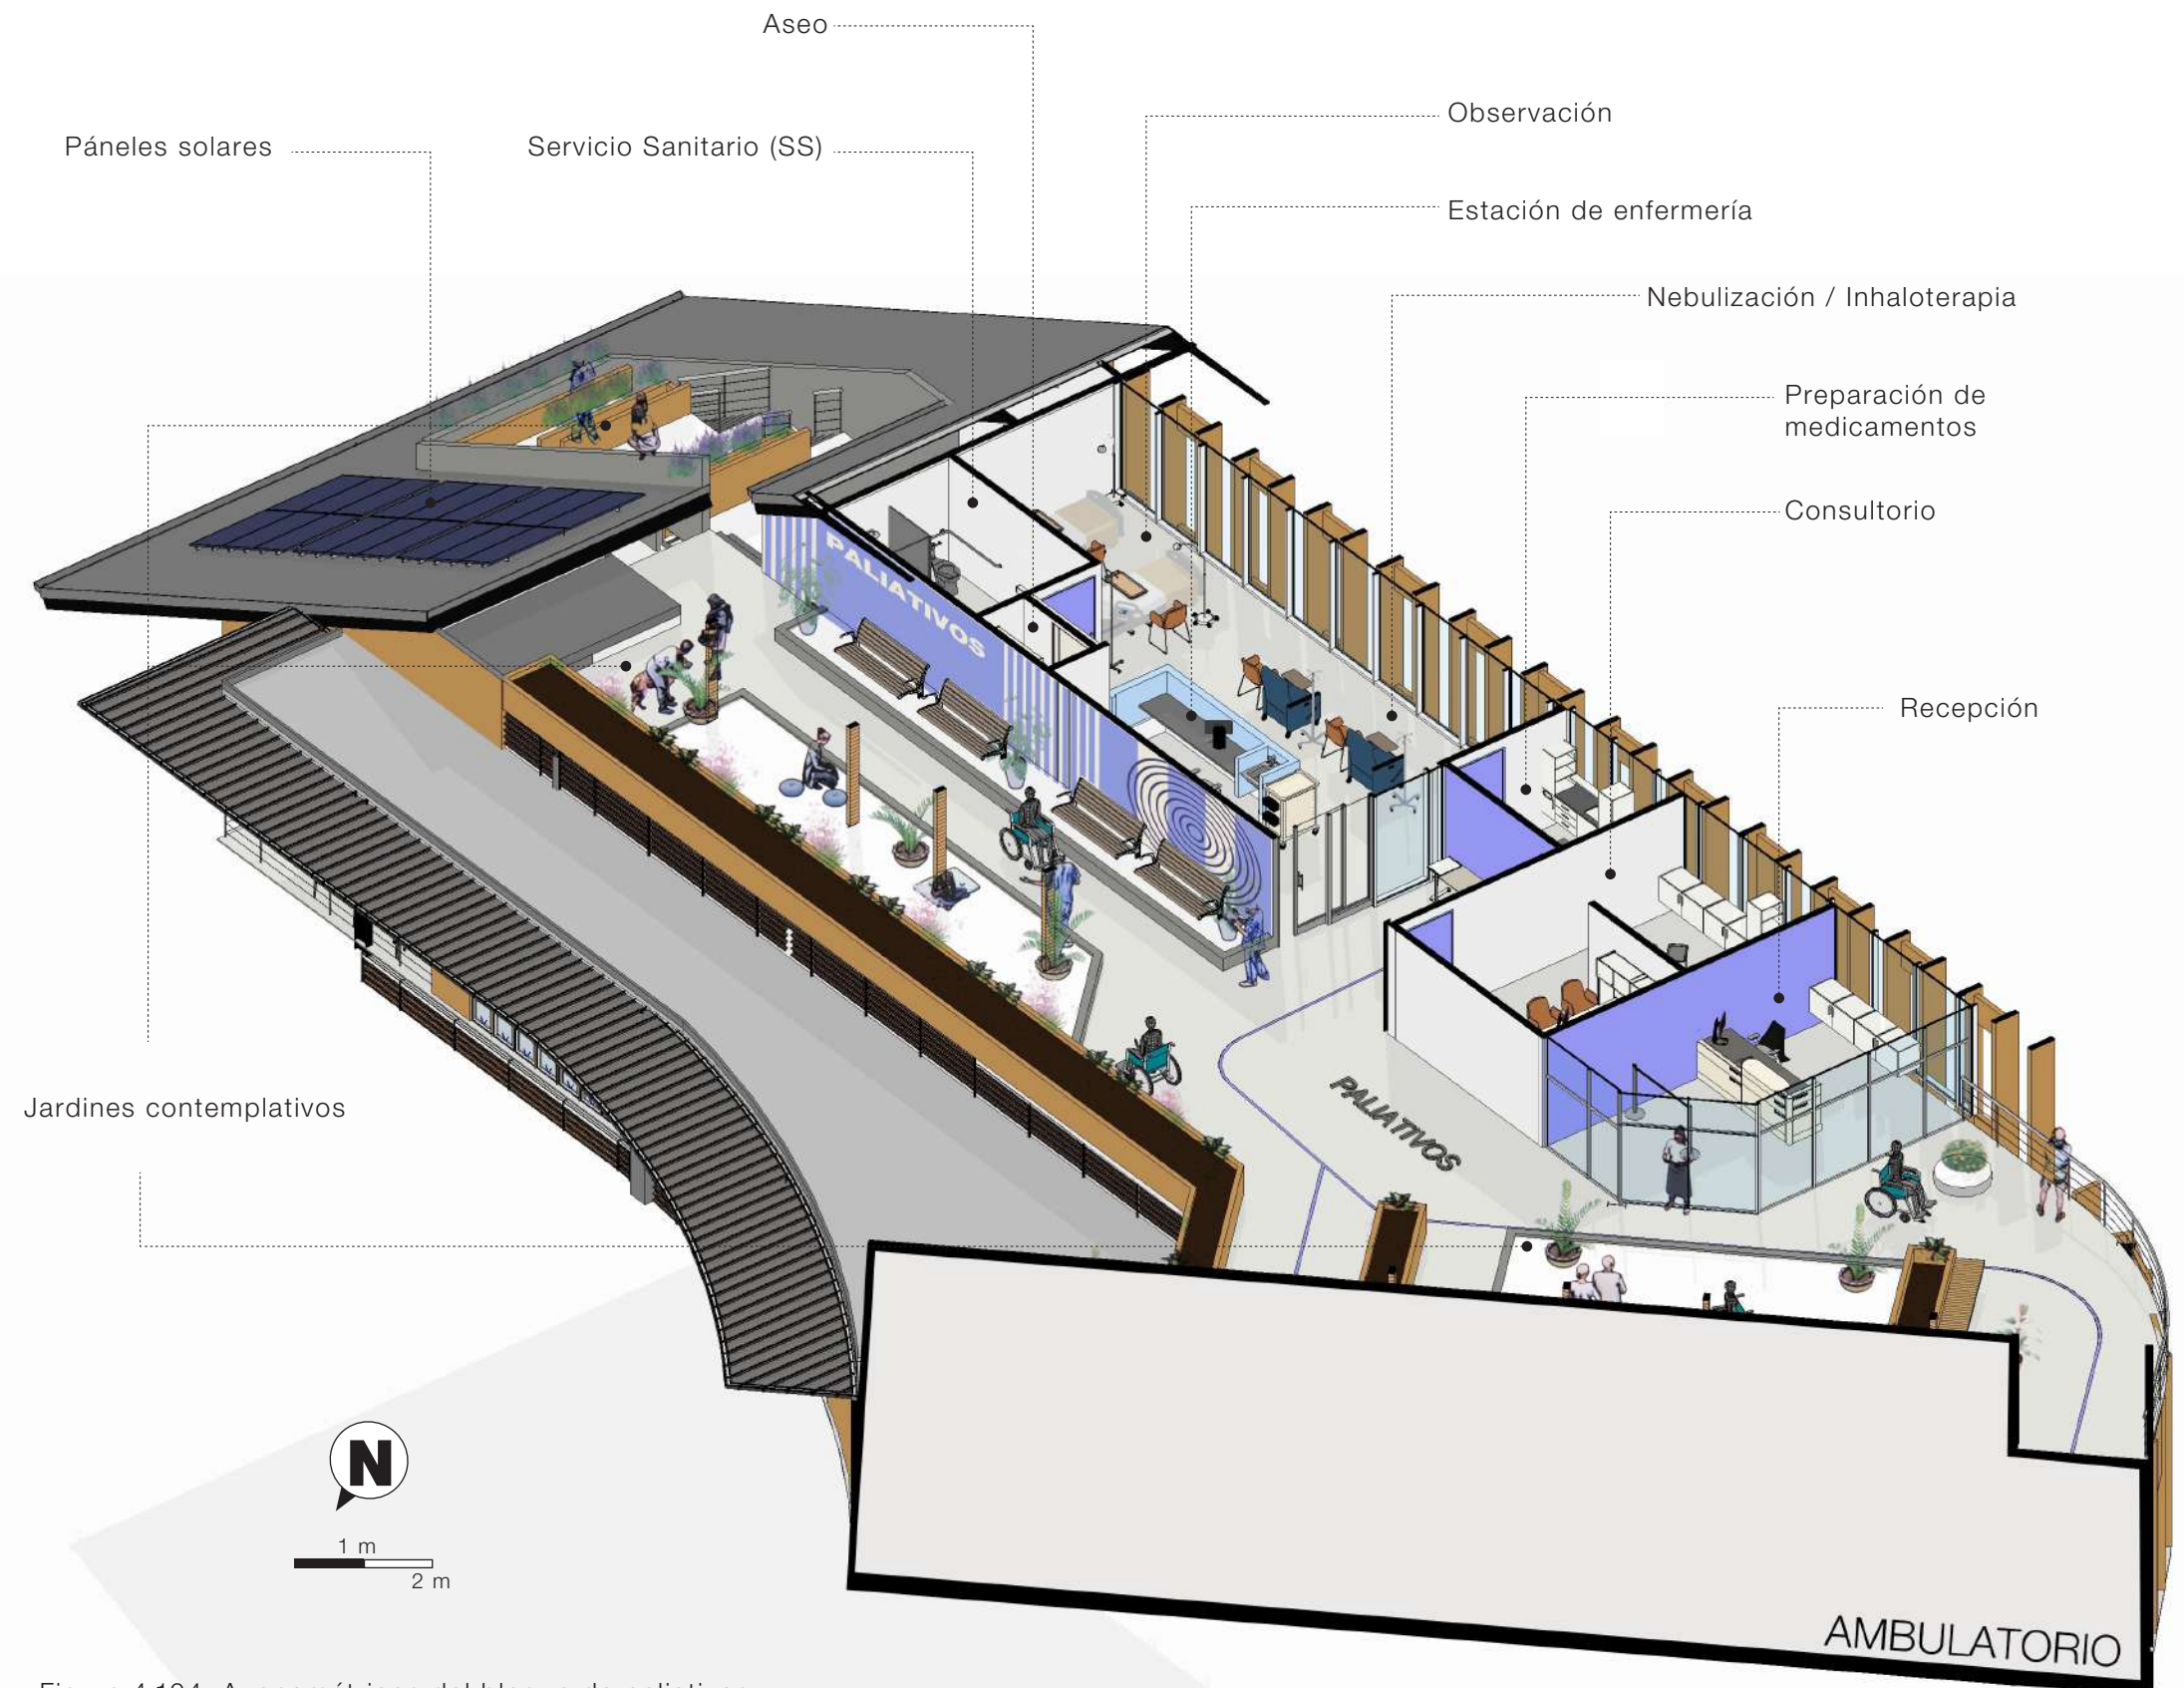 Aseo
Observación
Páneles solares
Servicio Sanitario (SS)
Estación de enfermería
Nebulización / Inhaloterapia
Preparación de
medicamentos
Consultorio
PALIATIVOS
Recepción
PALIATIVOS
Jardines contemplativos
N
1 m
2 m
AMBULATORIO